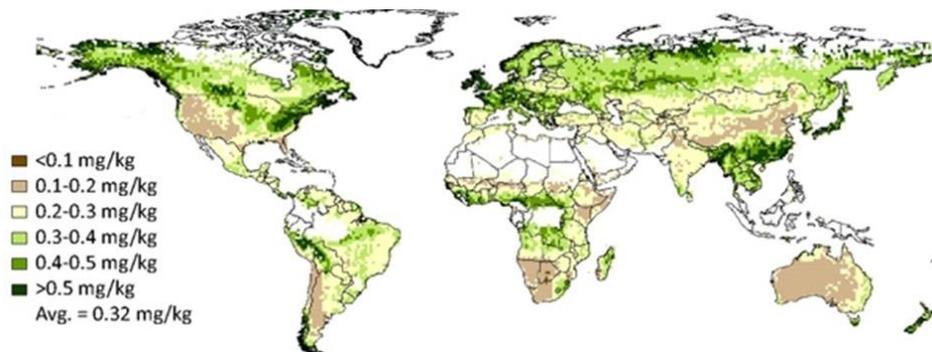 <0.1 mg/kg
0.1-0.2 mg/kg
0.2-0.3 mg/kg
0.3-0.4 mg/kg
0.4-0.5 mg/kg
>0.5 mg/kg
Avg. = 0.32 mg/kg